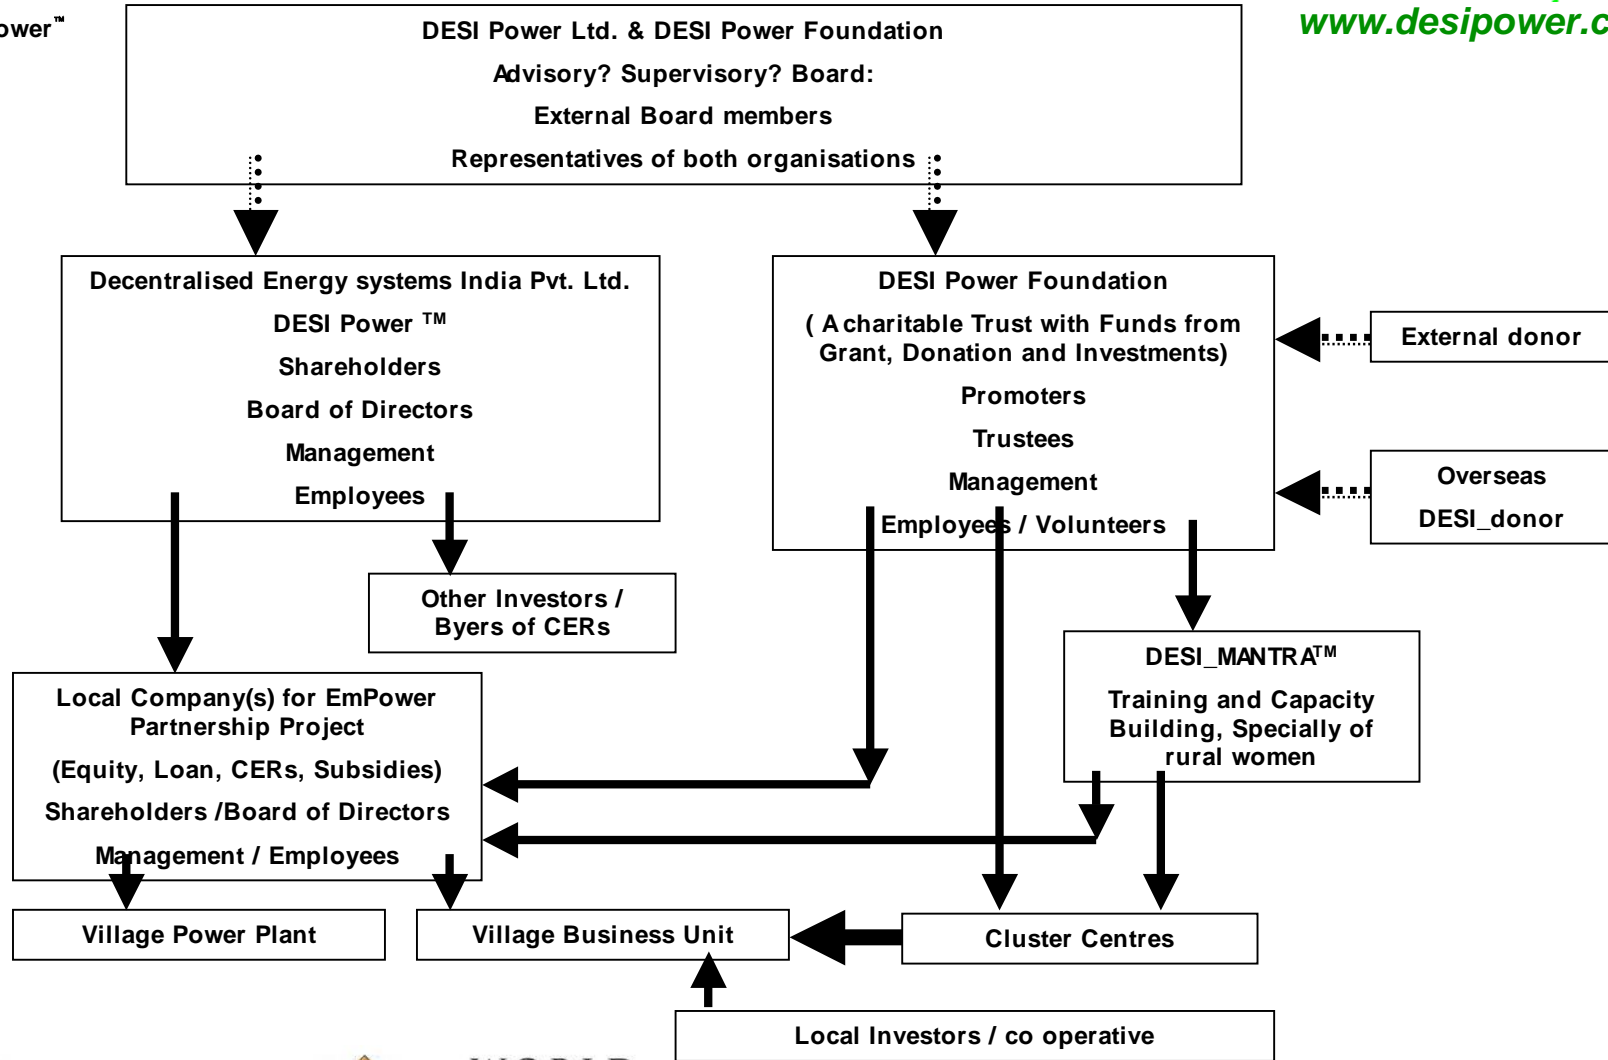 DESI Power Ltd. & DESI Power Foundation
Advisory? Supervisory? Board:
External Board members
Representatives of both organisations
Decentralised Energy systems India Pvt. Ltd.
DESI Power TM
Shareholders
Board of Directors
Management
Employees
DESI Power Foundation
( A charitable Trust with Funds from
Grant, Donation and Investments)
Promoters
Trustees
Management
Employees / Volunteers
External donor
Overseas
DESI_donor
Other Investors /
Byers of CERs
DESI_MANTRATM
Training and Capacity
Building, Specially of
rural women
Local Company(s) for EmPower
Partnership Project
(Equity, Loan, CERs, Subsidies)
Shareholders /Board of Directors
Management / Employees
Village Power Plant
Village Business Unit
Cluster Centres
Local Investors / co operative